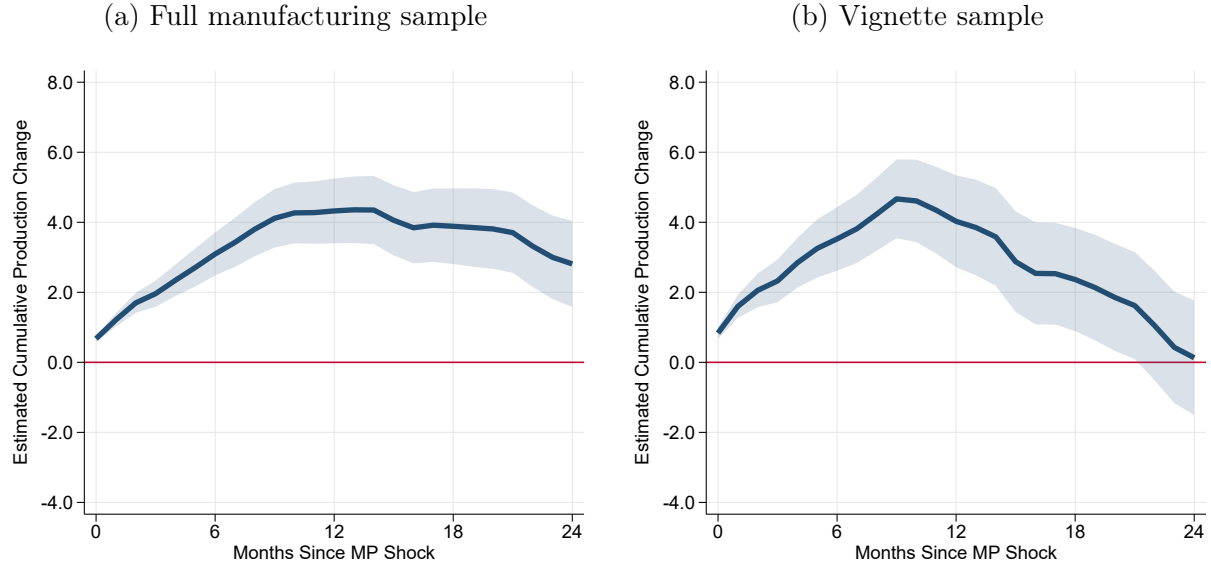 (a) Full manufacturing sample
Estimated Cumulative Production Change
8.0
6.0
4.0
2.0
0.0
-2.0
-4.0
0 6 12 18 24
Months Since MP Shock
(b) Vignette sample
Estimated Cumulative Production Change
8.0
6.0
4.0
2.0
0.0
-2.0
-4.0
0 6 12 18 24
Months Since MP Shock